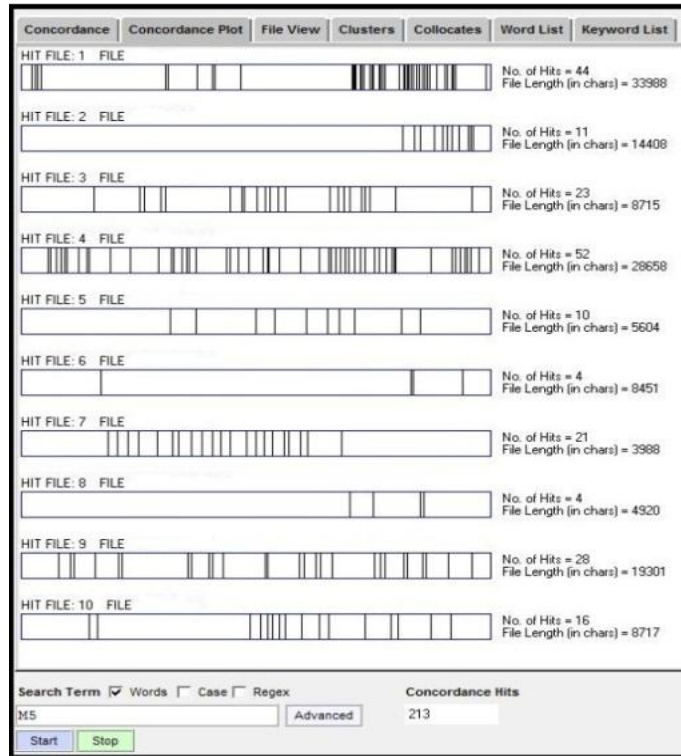 Concordance Concordance Plot File View Clusters Collocates Word List Keyword List
HIT FILE: 1 FILE
No. of Hits = 44
File Length (in chars) = 33988
HIT FILE: 2 FILE
No. of Hits = 11
File Length (in chars) = 14408
HIT FILE: 3 FILE
No. of Hits = 23
File Length (in chars) = 8715
HIT FILE: 4 FILE
No. of Hits = 52
File Length (in chars) = 28658
HIT FILE: 5 FILE
No. of Hits = 10
File Length (in chars) = 5604
HIT FILE: 6 FILE
No. of Hits = 4
File Length (in chars) = 8451
HIT FILE: 7 FILE
No. of Hits = 21
File Length (in chars) = 3988
HIT FILE: 8 FILE
No. of Hits = 4
File Length (in chars) = 4920
HIT FILE: 9 FILE
No. of Hits = 28
File Length (in chars) = 19301
HIT FILE: 10 FILE
No. of Hits = 16
File Length (in chars) = 8717
Search Term Words Case Regex Concordance Hits
M5 Advanced 213
Start Stop